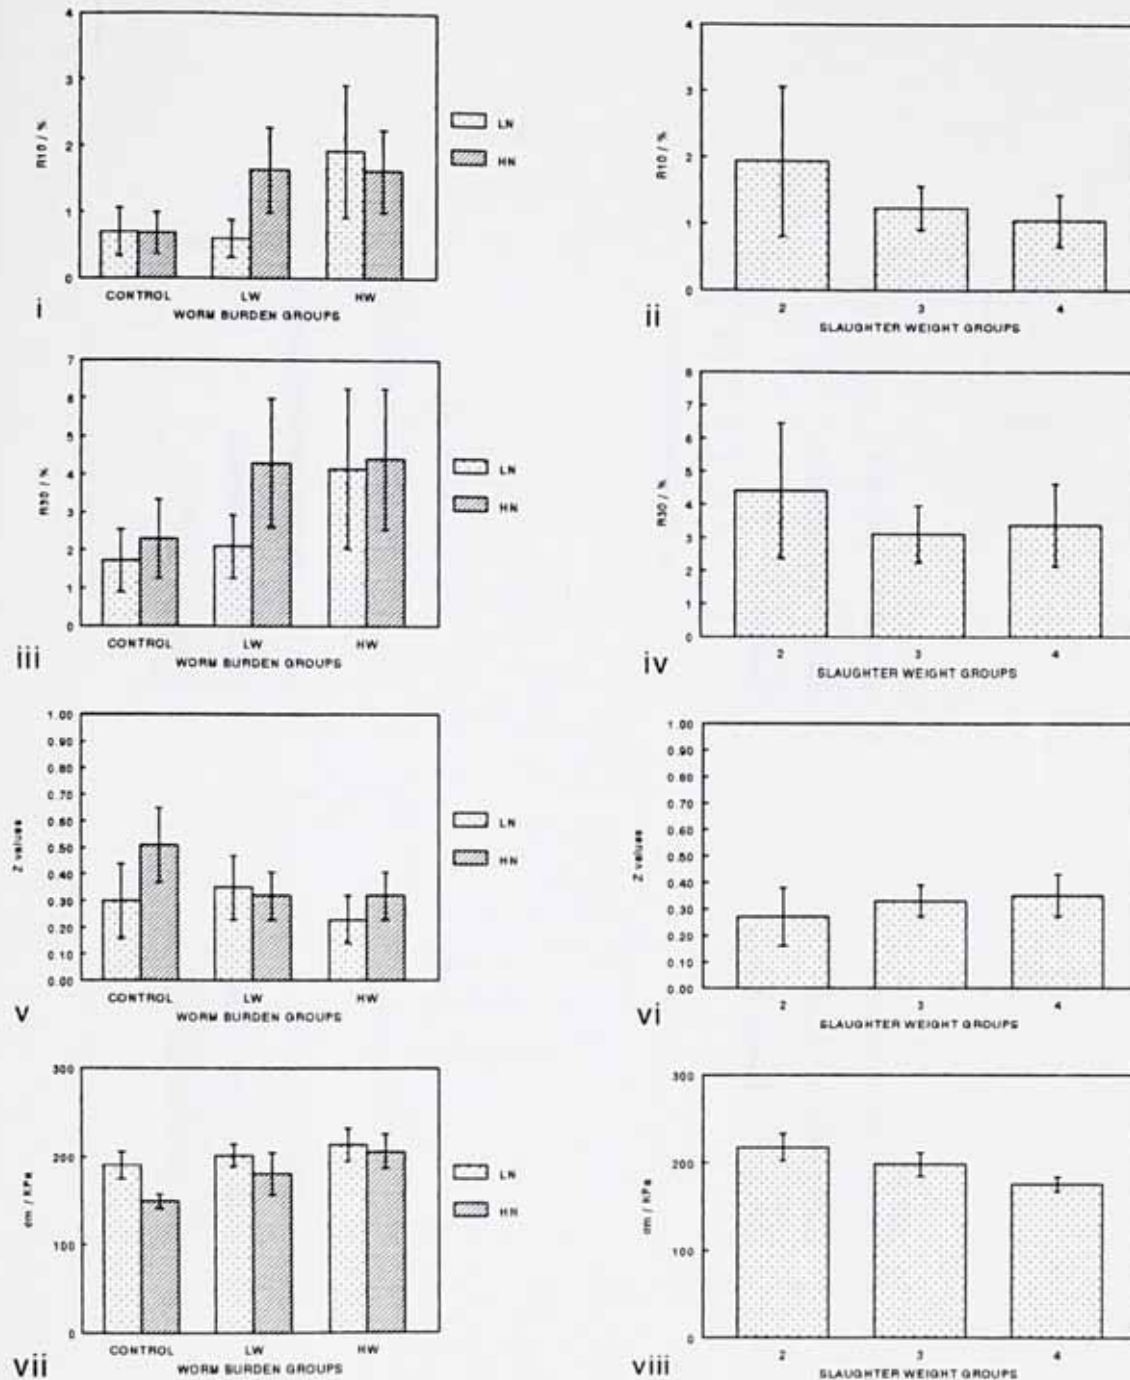 4
3
2
1
0
R10 / %
CONTROL LW HW
WORM BURDEN GROUPS
LN
HN
i
4
3
2
1
0
R10 / %
2 3 4
SLAUGHTER WEIGHT GROUPS
ii
7
6
5
4
3
2
1
0
R30 / %
CONTROL LW HW
WORM BURDEN GROUPS
LN
HN
iii
8
7
6
5
4
3
2
1
0
R30 / %
2 3 4
SLAUGHTER WEIGHT GROUPS
iv
1.00
0.90
0.80
0.70
0.60
0.50
0.40
0.30
0.20
0.10
0.00
Z values
CONTROL LW HW
WORM BURDEN GROUPS
LN
HN
v
1.00
0.90
0.80
0.70
0.60
0.50
0.40
0.30
0.20
0.10
0.00
Z values
2 3 4
SLAUGHTER WEIGHT GROUPS
vi
300
200
100
0
em / KPa
CONTROL LW HW
WORM BURDEN GROUPS
LN
HN
vii
300
200
100
0
em / KPa
2 3 4
SLAUGHTER WEIGHT GROUPS
viii